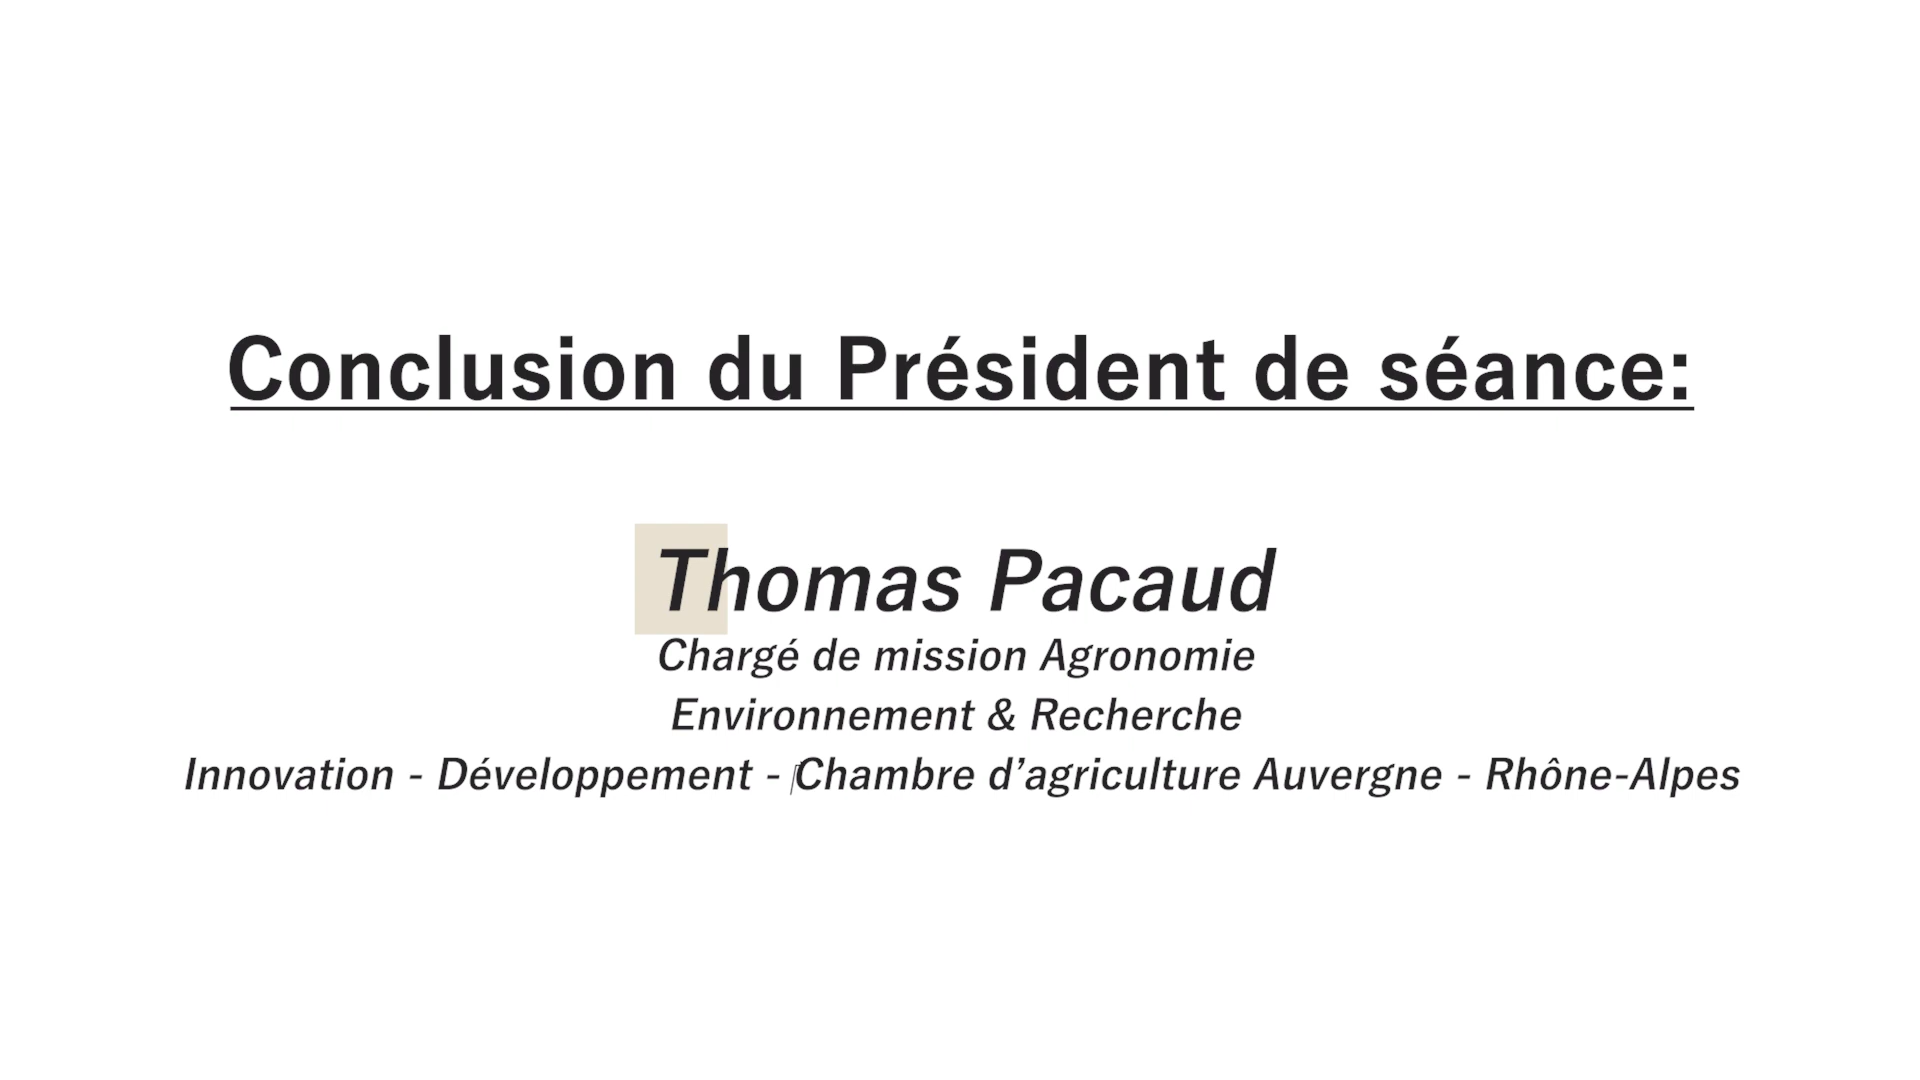 Conclusion du Président de séance:
Thomas Pacaud
Chargé de mission Agronomie
Environnement & Recherche
Innovation - Développement - Chambre d’agriculture Auvergne - Rhône-Alpes